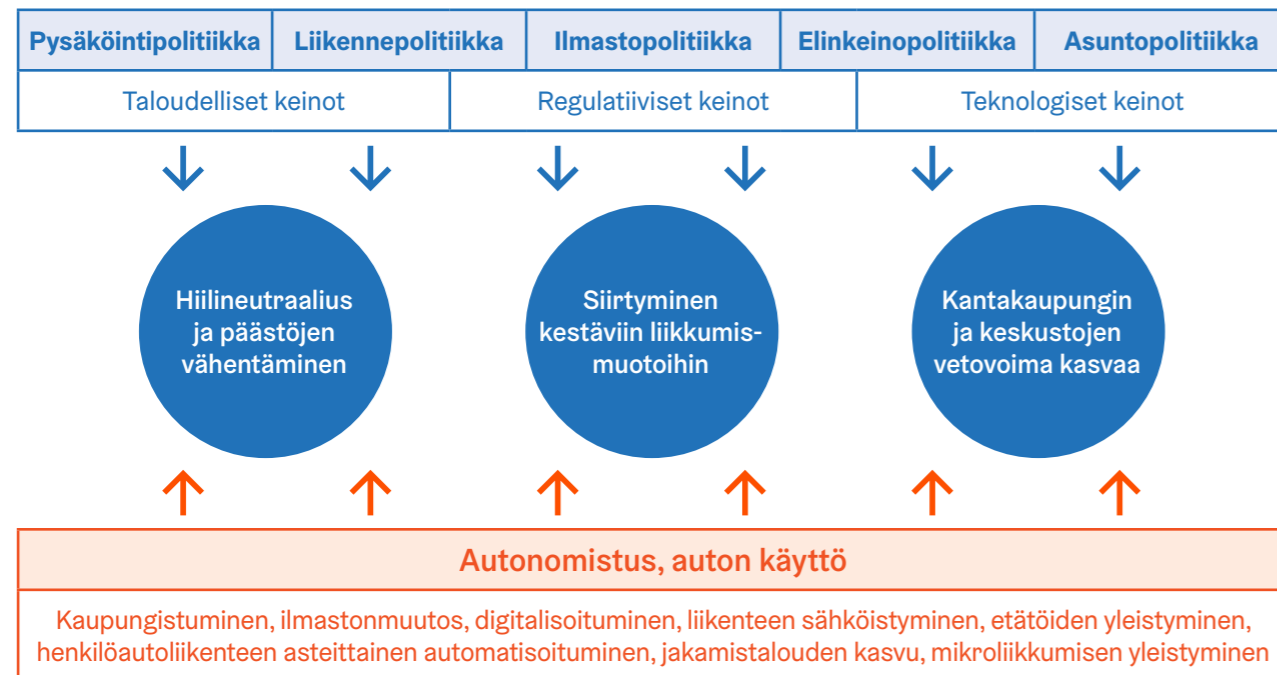 Pysäköintipolitiikka Liikennepolitiikka Ilmastopolitiikka Elinkeinopolitiikka Asuntopolitiikka
Taloudelliset keinot Regulatiiviset keinot Teknologiset keinot
Hiilineutraalius
ja päästöjen
vähentäminen
Siirtyminen
kestäviin liikkumis-
muotoihin
Kantakaupungin
ja keskustojen
vetovoima kasvaa
Autonomistus, auton käyttö
Kaupungistuminen, ilmastonmuutos, digitalisoituminen, liikenteen sähköistyminen, etätöiden yleistyminen,
henkilöautoliikenteen asteittainen automatisoituminen, jakamistalouden kasvu, mikroliikkumisen yleistyminen